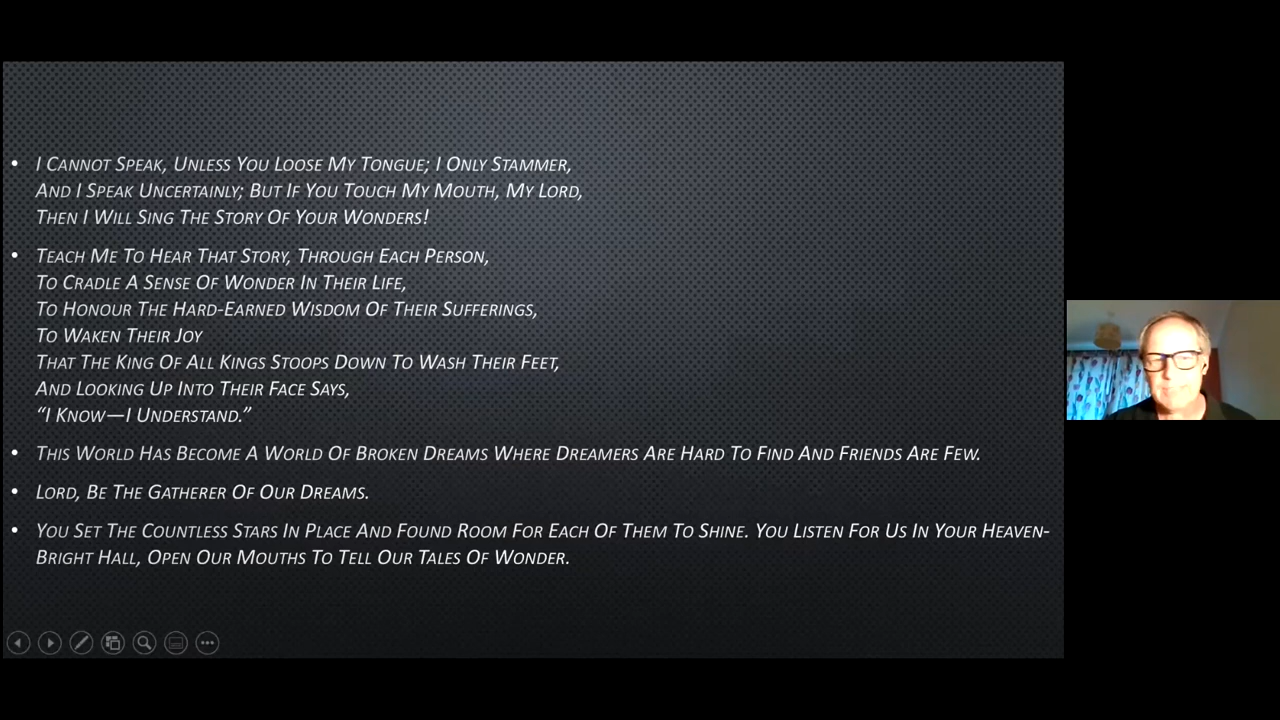 • I CANNOT SPEAK, UNLESS YOU LOOSE MY TONGUE; I ONLY STAMMER,
AND I SPEAK UNCERTAINLY; BUT IF YOU TOUCH MY MOUTH, MY LORD,
THEN I WILL SING THE STORY OF YOUR WONDERS!
• TEACH ME TO HEAR THAT STORY, THROUGH EACH PERSON,
TO CRADLE A SENSE OF WONDER IN THEIR LIFE,
TO HONOUR THE HARD-EARNED WISDOM OF THEIR SUFFERINGS,
TO WAKEN THEIR JOY
THAT THE KING OF ALL KINGS STOOPS DOWN TO WASH THEIR FEET,
AND LOOKING UP INTO THEIR FACE SAYS,
“I KNOW—I UNDERSTAND.”
• THIS WORLD HAS BECOME A WORLD OF BROKEN DREAMS WHERE DREAMERS ARE HARD TO FIND AND FRIENDS ARE FEW.
• LORD, BE THE GATHERER OF OUR DREAMS.
• YOU SET THE COUNTLESS STARS IN PLACE AND FOUND ROOM FOR EACH OF THEM TO SHINE. YOU LISTEN FOR US IN YOUR HEAVEN-
BRIGHT HALL, OPEN OUR MOUTHS TO TELL OUR TALES OF WONDER.